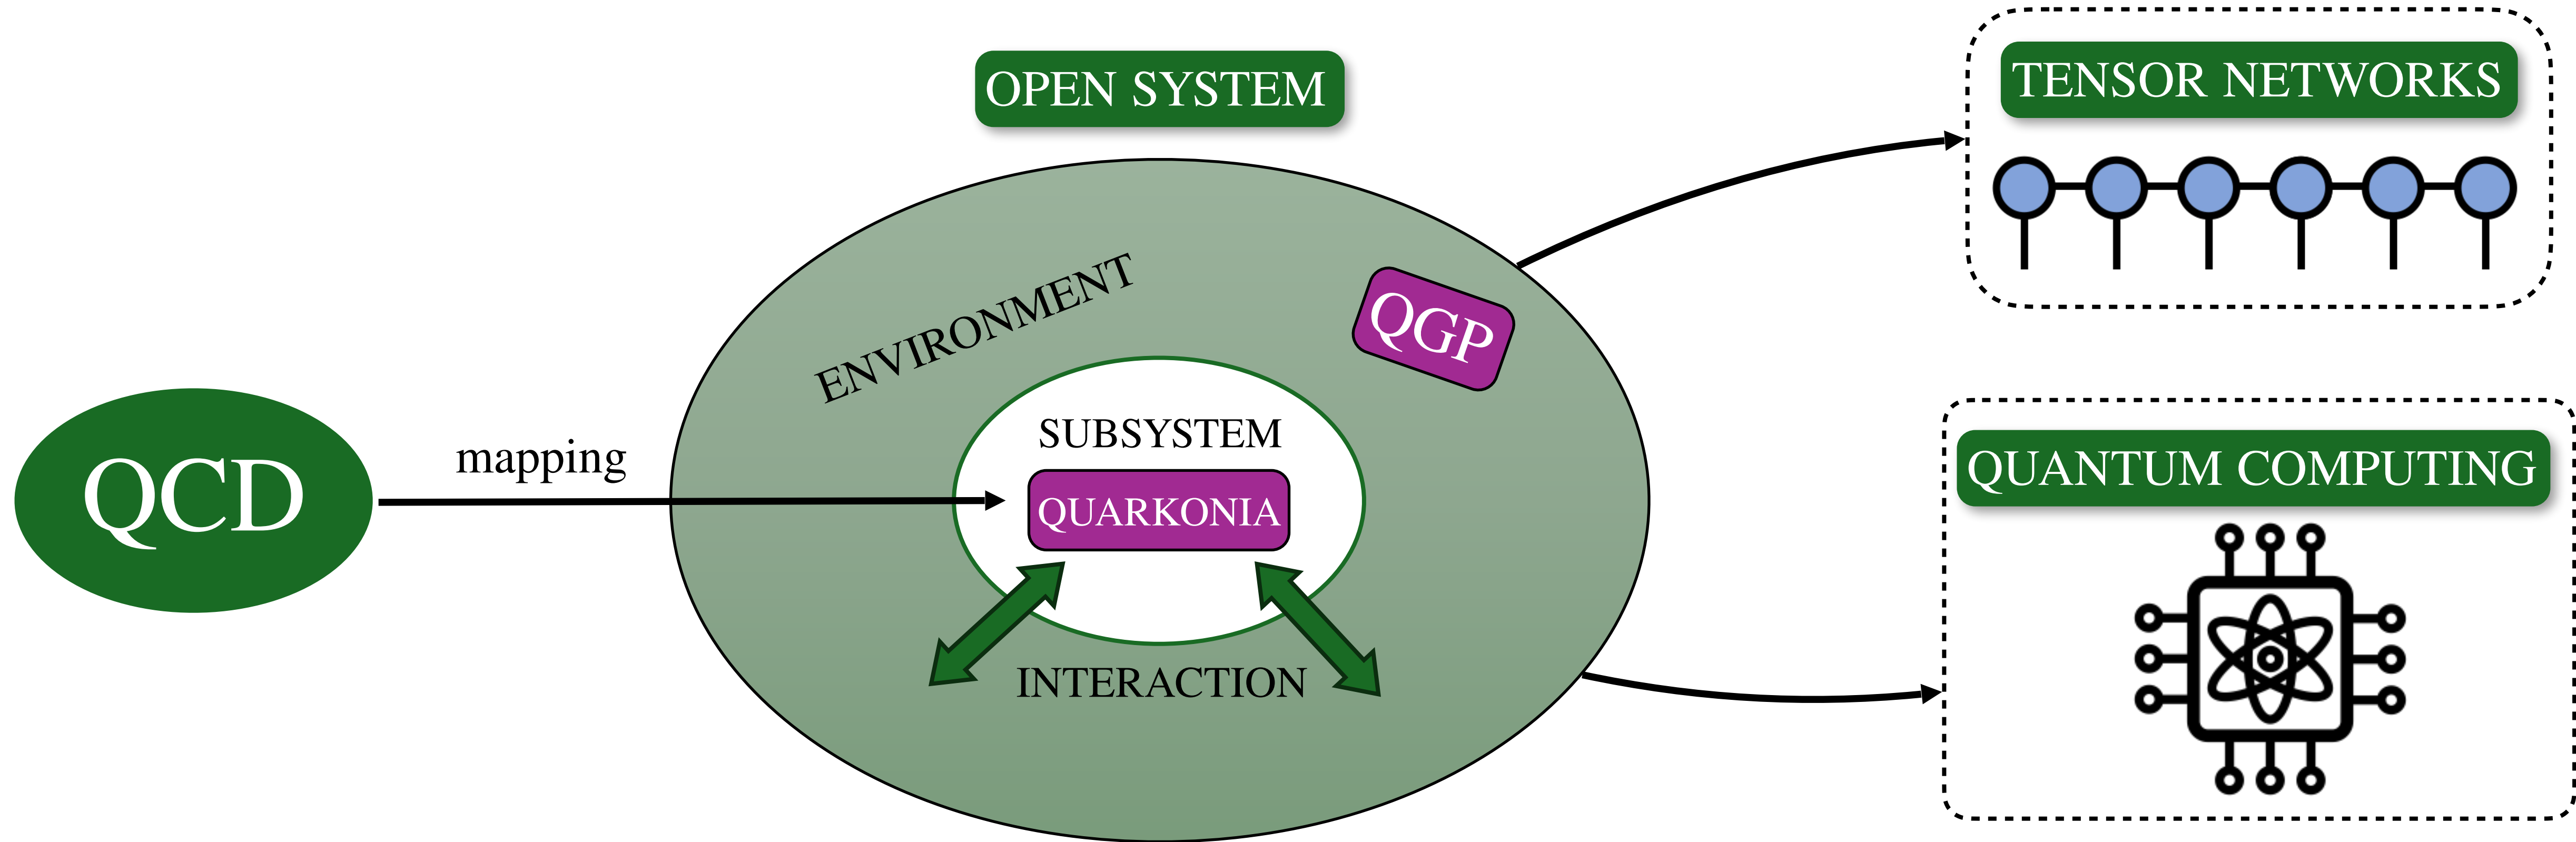 OPEN SYSTEM
TENSOR NETWORKS
ENVIRONMENT
QGP
QCD
mapping
SUBSYSTEM
QUARKONIA
INTERACTION
QUANTUM COMPUTING